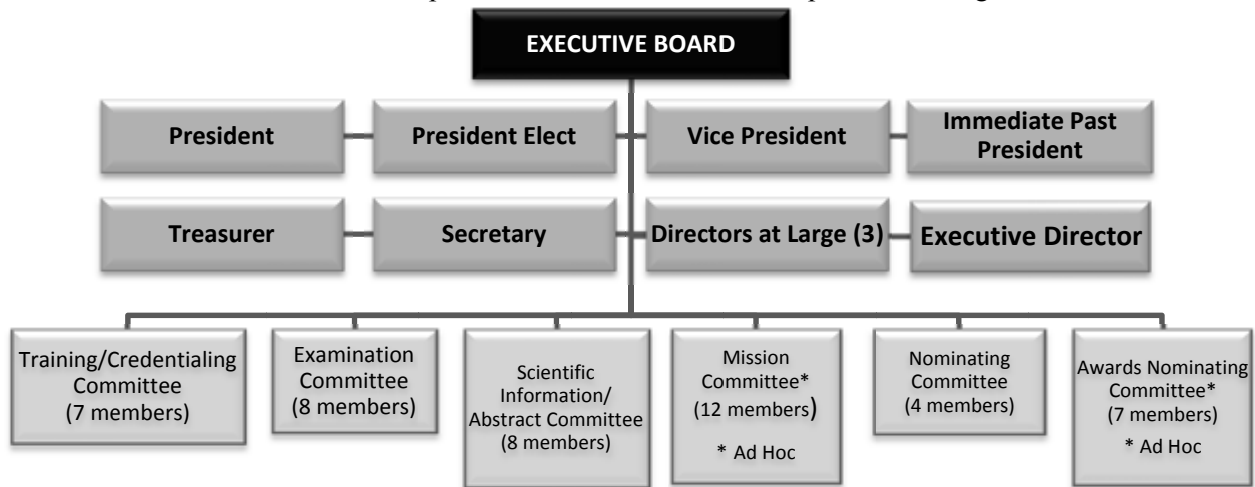 EXECUTIVE BOARD
President
President Elect
Vice President
Immediate Past
President
Treasurer
Secretary
Directors at Large (3)
Executive Director
Training/Credentialing
Committee
(7 members)
Examination
Committee
(8 members)
Scientific
Information/
Abstract Committee
(8 members)
Mission
Committee*
(12 members)
* Ad Hoc
Nominating
Committee
(4 members)
Awards Nominating
Committee*
(7 members)
* Ad Hoc